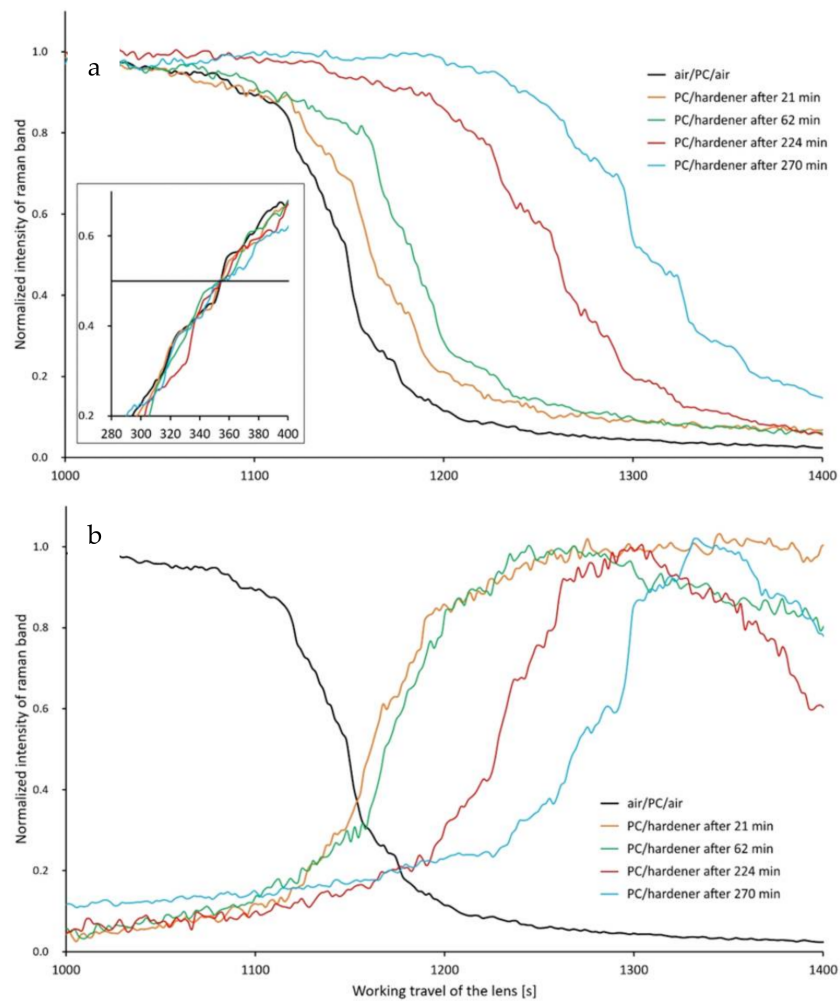 a
1.0
0.8
0.6
0.4
0.2
0.0
Normalized intensity of raman band
air/PC/air
PC/hardener after 21 min
PC/hardener after 62 min
PC/hardener after 224 min
PC/hardener after 270 min
0.6
0.4
0.2
280 300 320 340 360 380 400
1000 1100 1200 1300 1400
b
1.0
0.8
0.6
0.4
0.2
0.0
Normalized intensity of raman band
air/PC/air
PC/hardener after 21 min
PC/hardener after 62 min
PC/hardener after 224 min
PC/hardener after 270 min
1000 1100 1200 1300 1400
Working travel of the lens [s]